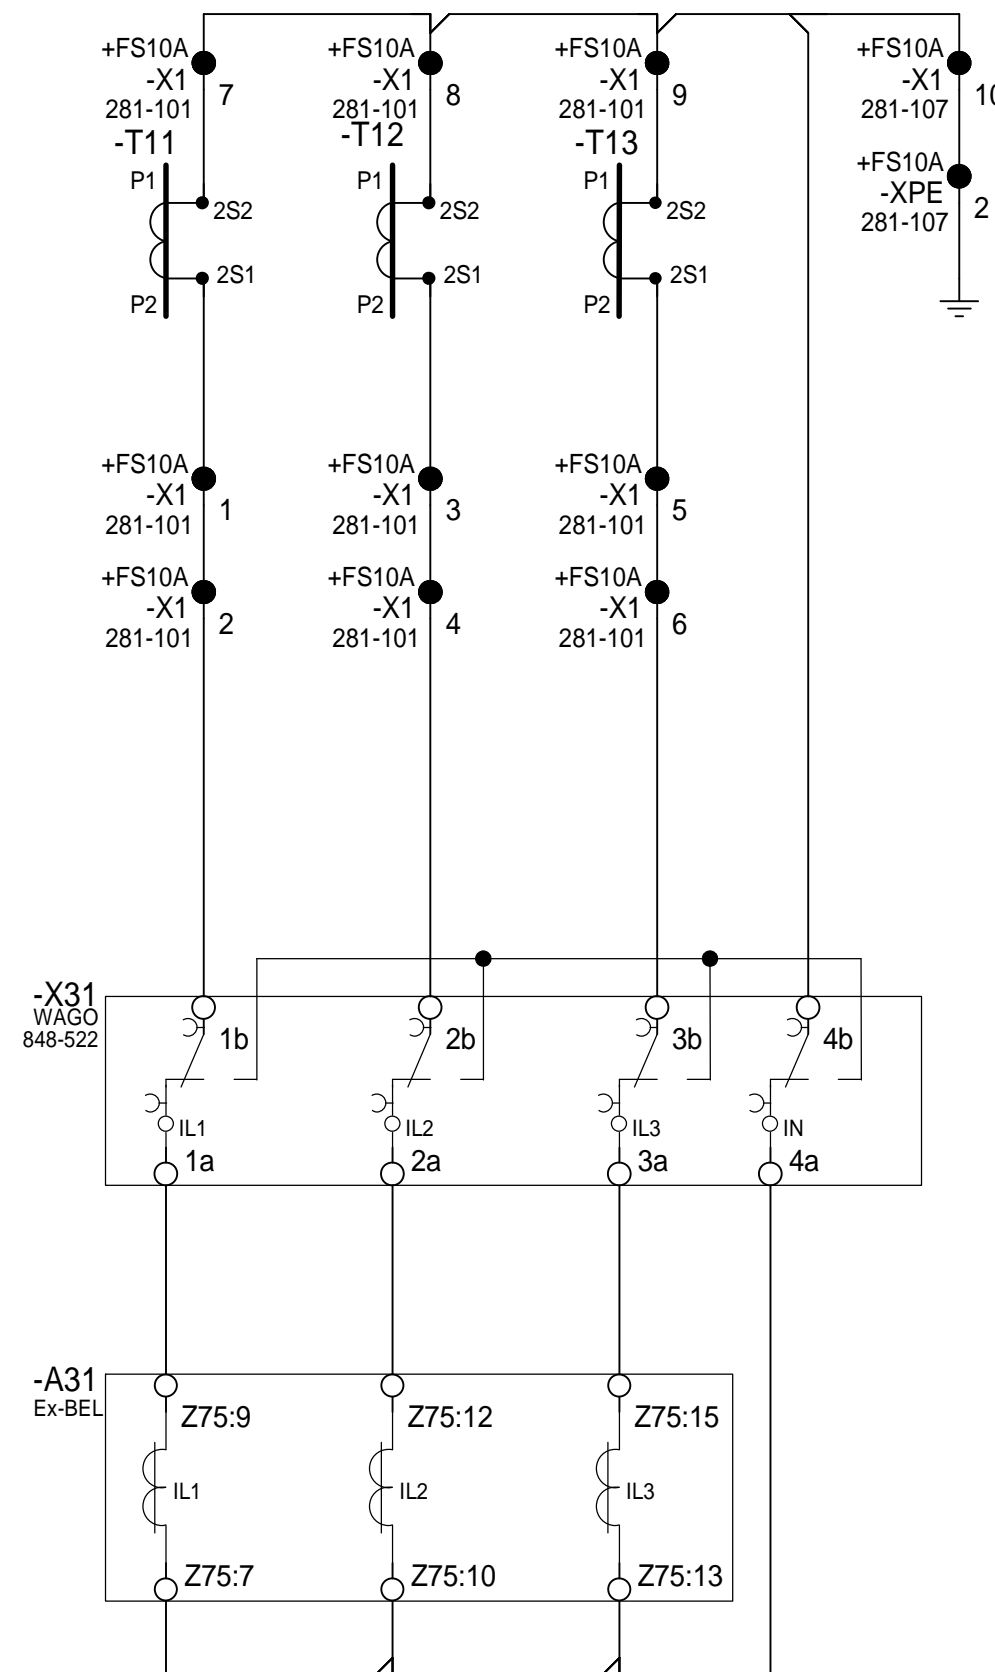 +FS10A
-X1
281-101
7
+FS10A
-X1
281-101
8
+FS10A
-X1
281-101
9
+FS10A
-X1
281-107
10
-T11
P1
2S2
2S1
P2
-T12
P1
2S2
2S1
P2
-T13
P1
2S2
2S1
P2
+FS10A
-XPE
281-107
2
+FS10A
-X1
281-101
1
+FS10A
-X1
281-101
3
+FS10A
-X1
281-101
5
+FS10A
-X1
281-101
2
+FS10A
-X1
281-101
4
+FS10A
-X1
281-101
6
-X31
WAGO
848-522
1b
2b
3b
4b
IL1
IL2
IL3
IN
1a
2a
3a
4a
-A31
Ex-BEL
Z75:9
Z75:12
Z75:15
IL1
IL2
IL3
Z75:7
Z75:10
Z75:13